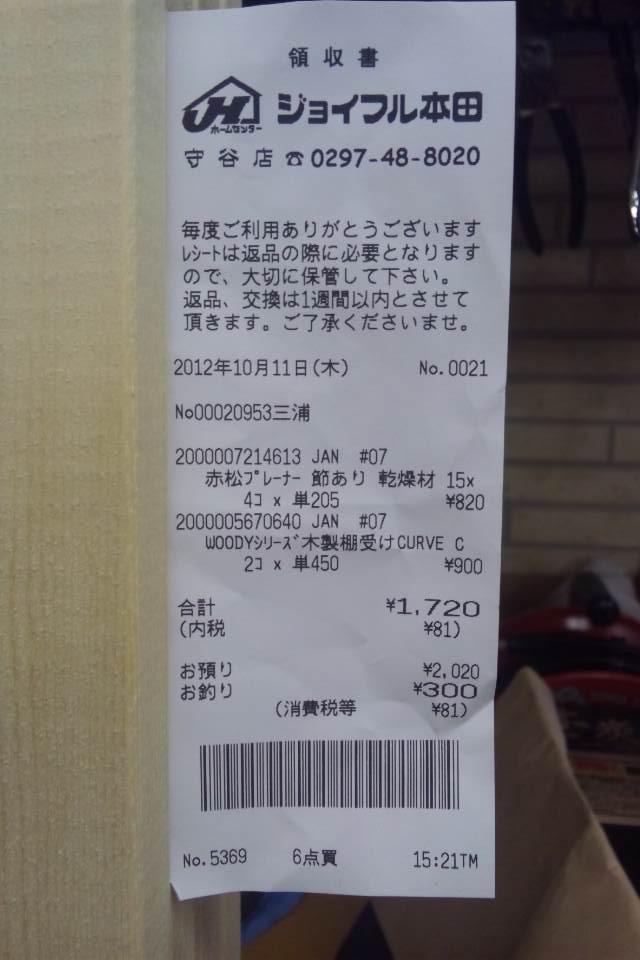 領収書
JH ジョイフル本田
ホームセンター
守谷店 ☎0297-48-8020
毎度ご利用ありがとうございます
ﾚｼｰﾄは返品の際に必要となります
ので、大切に保管して下さい。
返品、交換は1週間以内とさせて
頂きます。ご了承くださいませ。
2012年10月11日(木) No.0021
No00020953三浦
2000007214613 JAN #07
赤松ﾌﾟﾚｰﾅｰ 節あり 乾燥材 15x
4コ x 単205 ¥820
2000005670640 JAN #07
WOODYｼﾘｰｽﾞ木製棚受けCURVE C
2コ x 単450 ¥900
合計 ¥1,720
(内税 ¥81)
お預り ¥2,020
お釣り ¥300
(消費税等 ¥81)
No.5369 6点買 15:21TM